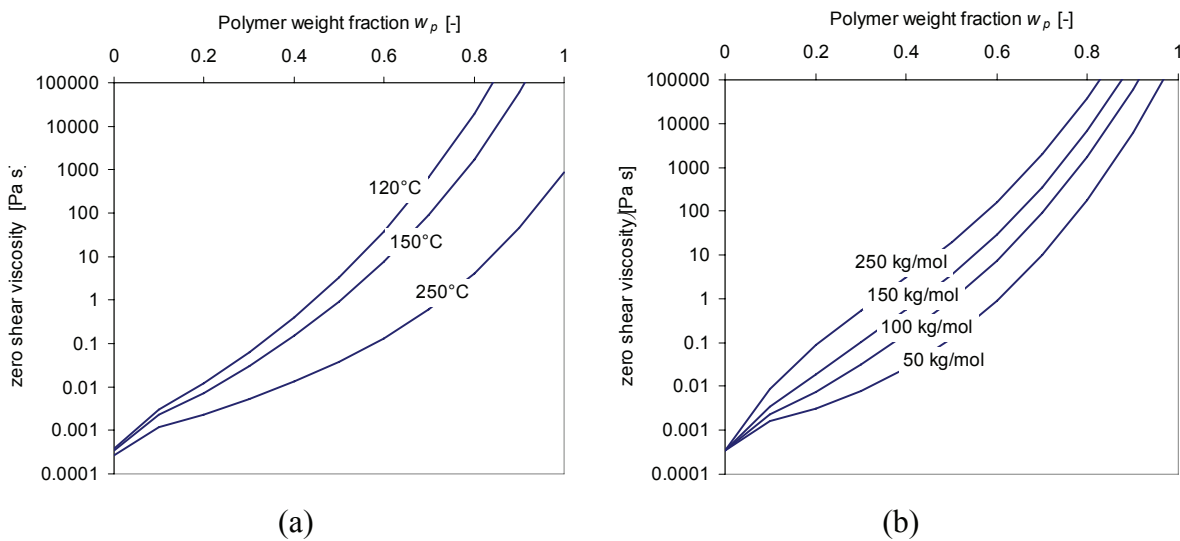 Polymer weight fraction w p [-]
0 0.2 0.4 0.6 0.8 1
100000
10000
1000
100
10
1
0.1
0.01
0.001
0.0001
zero shear viscosity [Pa s]
120°C
150°C
250°C
(a)
Polymer weight fraction w p [-]
0 0.2 0.4 0.6 0.8 1
100000
10000
1000
100
10
1
0.1
0.01
0.001
0.0001
zero shear viscosity [Pa s]
250 kg/mol
150 kg/mol
100 kg/mol
50 kg/mol
(b)